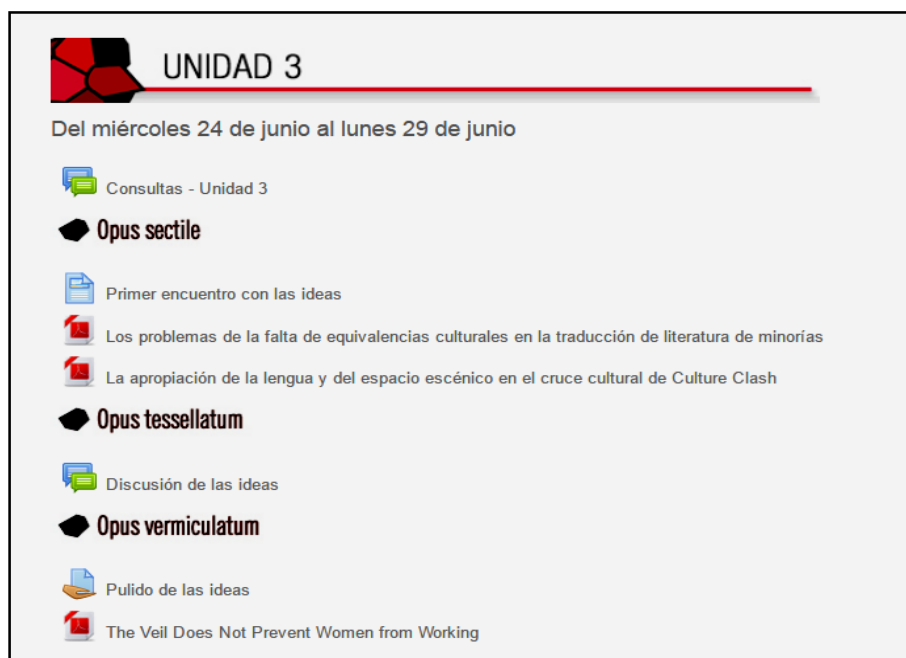 UNIDAD 3
Del miércoles 24 de junio al lunes 29 de junio
Consultas - Unidad 3
Opus sectile
Primer encuentro con las ideas
Los problemas de la falta de equivalencias culturales en la traducción de literatura de minorías
La apropiación de la lengua y del espacio escénico en el cruce cultural de Culture Clash
Opus tessellatum
Discusión de las ideas
Opus vermiculatum
Pulido de las ideas
The Veil Does Not Prevent Women from Working